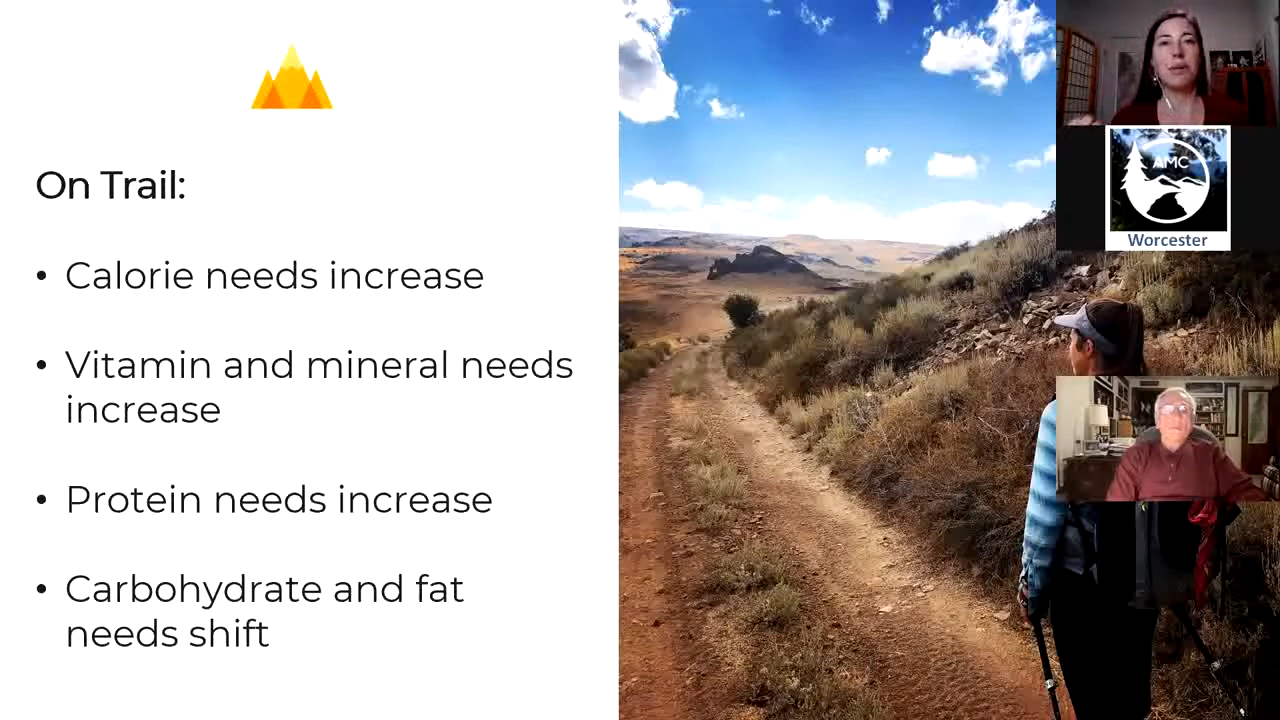 On Trail:
• Calorie needs increase
• Vitamin and mineral needs
increase
• Protein needs increase
• Carbohydrate and fat
needs shift
AMC
Worcester